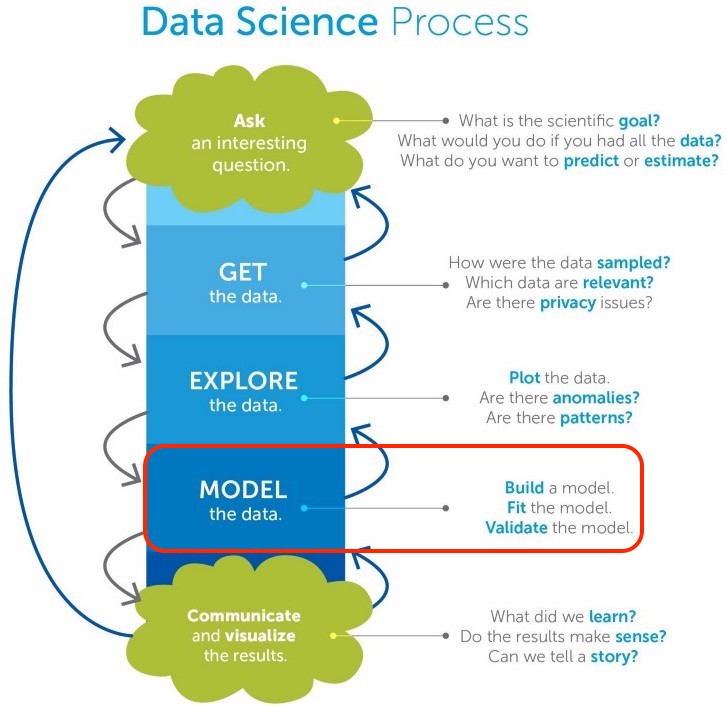 Data Science Process
Ask
an interesting
question.
What is the scientific goal?
What would you do if you had all the data?
What do you want to predict or estimate?
GET
the data.
How were the data sampled?
Which data are relevant?
Are there privacy issues?
EXPLORE
the data.
Plot the data.
Are there anomalies?
Are there patterns?
MODEL
the data.
Build a model.
Fit the model.
Validate the model.
Communicate
and visualize
the results.
What did we learn?
Do the results make sense?
Can we tell a story?